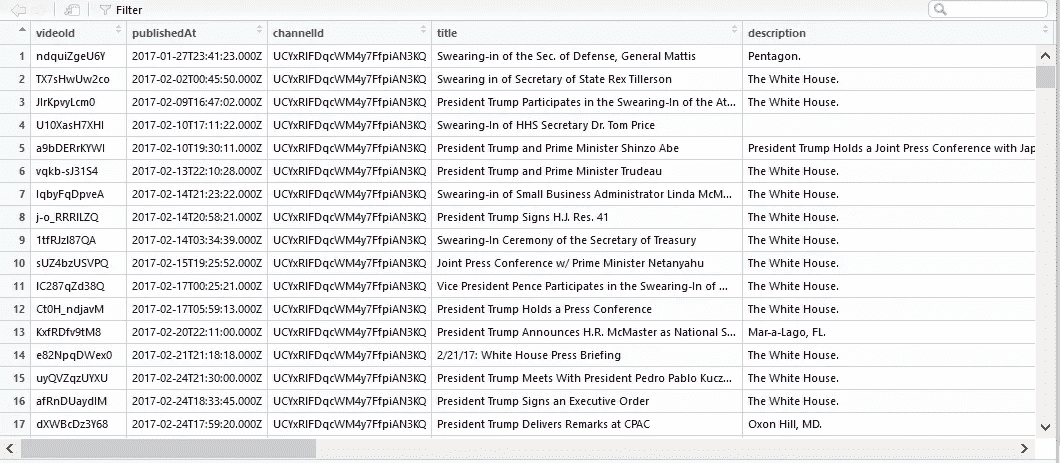 Filter
videoId publishedAt channelId title description
1 ndquiZgeU6Y 2017-01-27T23:41:23.000Z UCYxRlFDqcWM4y7FfpiAN3KQ Swearing-in of the Sec. of Defense, General Mattis Pentagon.
2 TX7sHwUw2co 2017-02-02T00:45:50.000Z UCYxRlFDqcWM4y7FfpiAN3KQ Swearing in of Secretary of State Rex Tillerson The White House.
3 JIrKpvyLcm0 2017-02-09T16:47:02.000Z UCYxRlFDqcWM4y7FfpiAN3KQ President Trump Participates in the Swearing-In of the At... The White House.
4 U10XasH7XHI 2017-02-10T17:11:22.000Z UCYxRlFDqcWM4y7FfpiAN3KQ Swearing-In of HHS Secretary Dr. Tom Price
5 a9bDERrKYWI 2017-02-10T19:30:11.000Z UCYxRlFDqcWM4y7FfpiAN3KQ President Trump and Prime Minister Shinzo Abe President Trump Holds a Joint Press Conference with Jap
6 vqkb-sJ31S4 2017-02-13T22:10:28.000Z UCYxRlFDqcWM4y7FfpiAN3KQ President Trump and Prime Minister Trudeau The White House.
7 IqbyFqDpveA 2017-02-14T21:23:22.000Z UCYxRlFDqcWM4y7FfpiAN3KQ Swearing-in of Small Business Administrator Linda McM... The White House.
8 j-o_RRRILZQ 2017-02-14T20:58:21.000Z UCYxRlFDqcWM4y7FfpiAN3KQ President Trump Signs H.J. Res. 41 The White House.
9 1tfRJzI87QA 2017-02-14T03:34:39.000Z UCYxRlFDqcWM4y7FfpiAN3KQ Swearing-In Ceremony of the Secretary of Treasury The White House.
10 sUZ4bzUSVPQ 2017-02-15T19:25:52.000Z UCYxRlFDqcWM4y7FfpiAN3KQ Joint Press Conference w/ Prime Minister Netanyahu The White House.
11 IC287qZd38Q 2017-02-17T00:25:21.000Z UCYxRlFDqcWM4y7FfpiAN3KQ Vice President Pence Participates in the Swearing-In of ... The White House.
12 Ct0H_ndjavM 2017-02-17T05:59:13.000Z UCYxRlFDqcWM4y7FfpiAN3KQ President Trump Holds a Press Conference The White House.
13 KxfRDfv9tM8 2017-02-20T22:11:00.000Z UCYxRlFDqcWM4y7FfpiAN3KQ President Trump Announces H.R. McMaster as National S... Mar-a-Lago, FL.
14 e82NpqDWex0 2017-02-21T21:18:18.000Z UCYxRlFDqcWM4y7FfpiAN3KQ 2/21/17: White House Press Briefing The White House.
15 uyQVZqzUYXU 2017-02-24T21:30:00.000Z UCYxRlFDqcWM4y7FfpiAN3KQ President Trump Meets With President Pedro Pablo Kucz... The White House.
16 afRnDUaydIM 2017-02-24T18:33:45.000Z UCYxRlFDqcWM4y7FfpiAN3KQ President Trump Signs an Executive Order The White House.
17 dXWBcDz3Y68 2017-02-24T17:59:20.000Z UCYxRlFDqcWM4y7FfpiAN3KQ President Trump Delivers Remarks at CPAC Oxon Hill, MD.